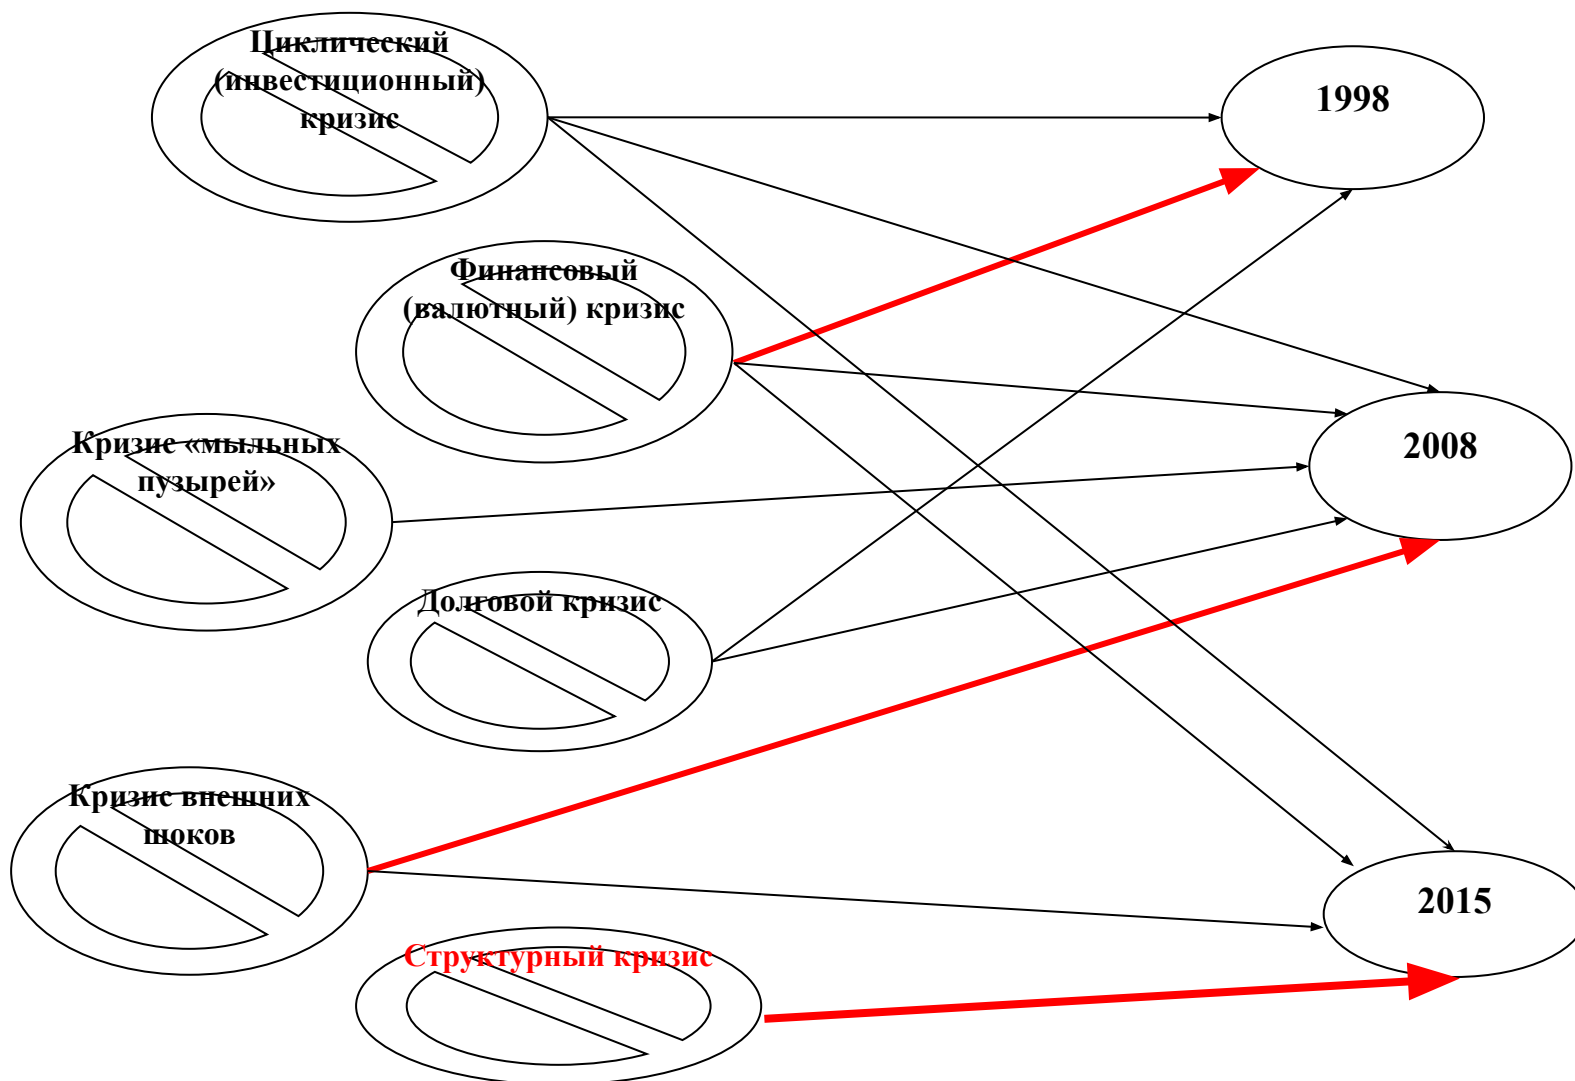 Циклический
(инвестиционный)
кризис
1998
Финансовый
(валютный) кризис
Кризис «мыльных
пузырей»
2008
Долговой кризис
Кризис внешних
шоков
2015
Структурный кризис